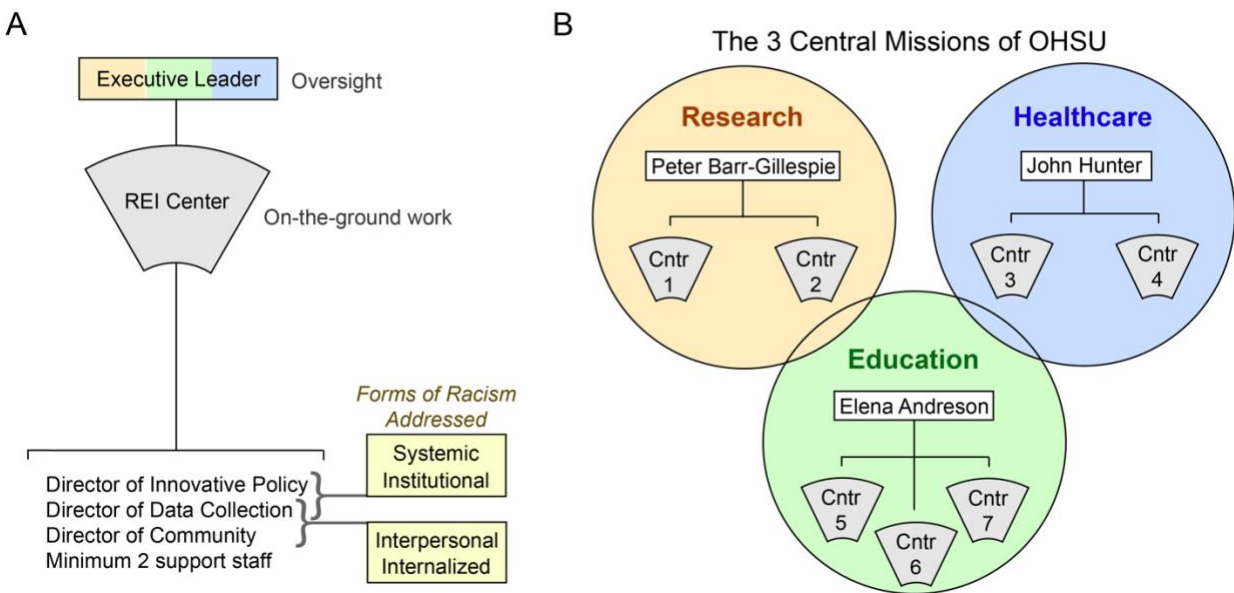 A
Executive Leader
Oversight
REI Center
On-the-ground work
Forms of Racism
Addressed
Systemic
Institutional
Director of Innovative Policy
Director of Data Collection
Director of Community
Minimum 2 support staff
Interpersonal
Internalized
B
The 3 Central Missions of OHSU
Research
Peter Barr-Gillespie
Cntr
1
Cntr
2
Healthcare
John Hunter
Cntr
3
Cntr
4
Education
Elena Andreson
Cntr
5
Cntr
6
Cntr
7